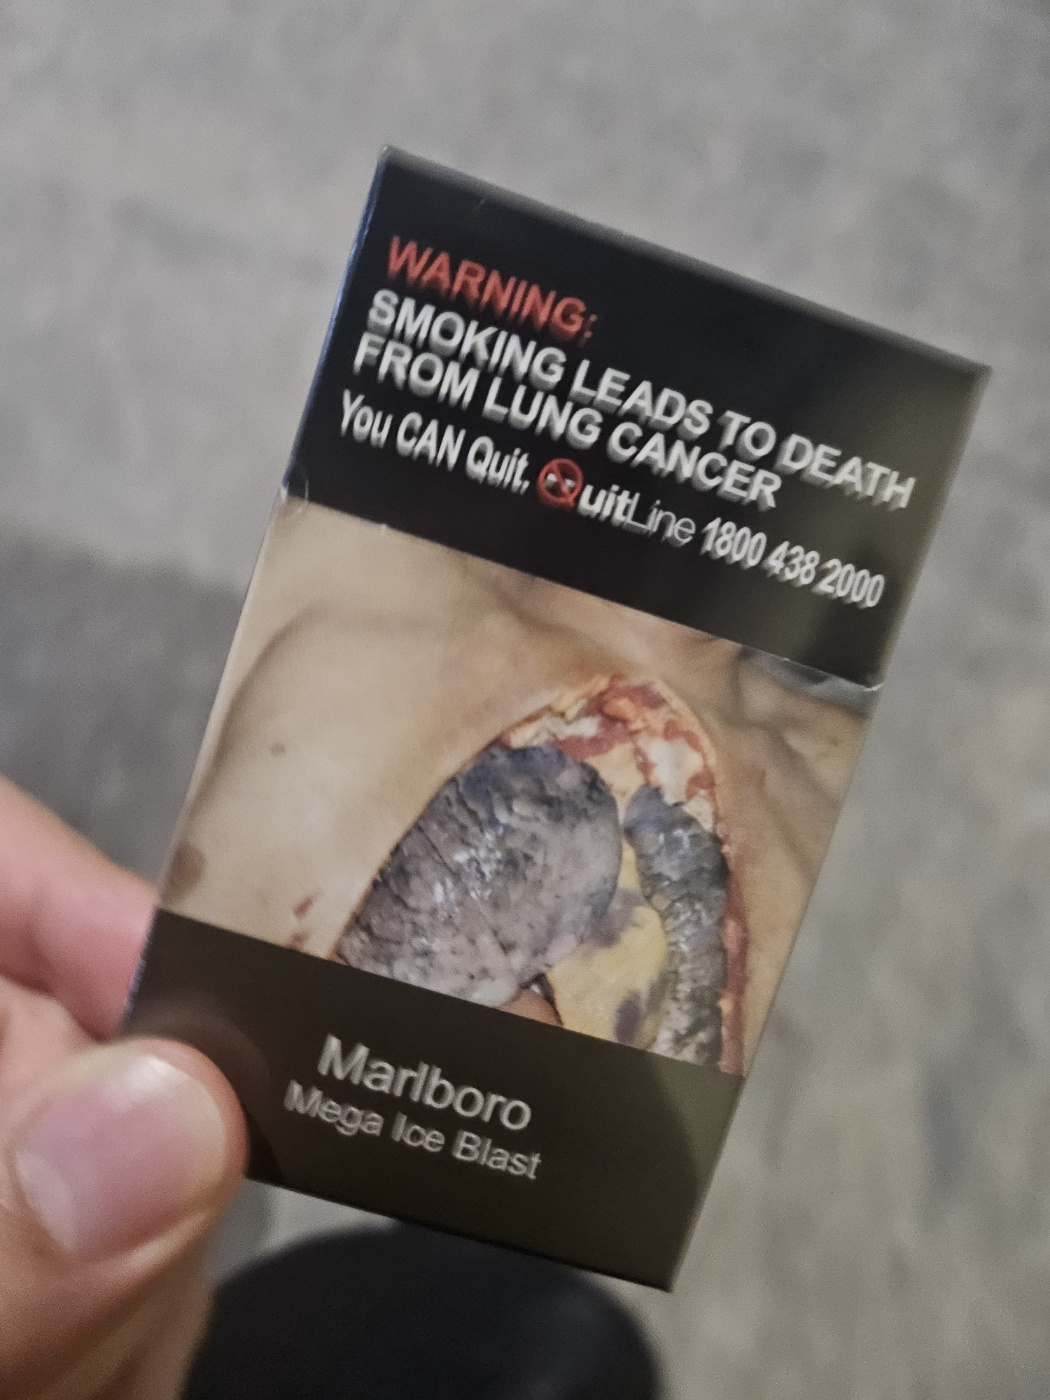 WARNING:
SMOKING LEADS TO DEATH
FROM LUNG CANCER
You CAN Quit, QuitLine 1800 438 2000
Marlboro
Mega Ice Blast